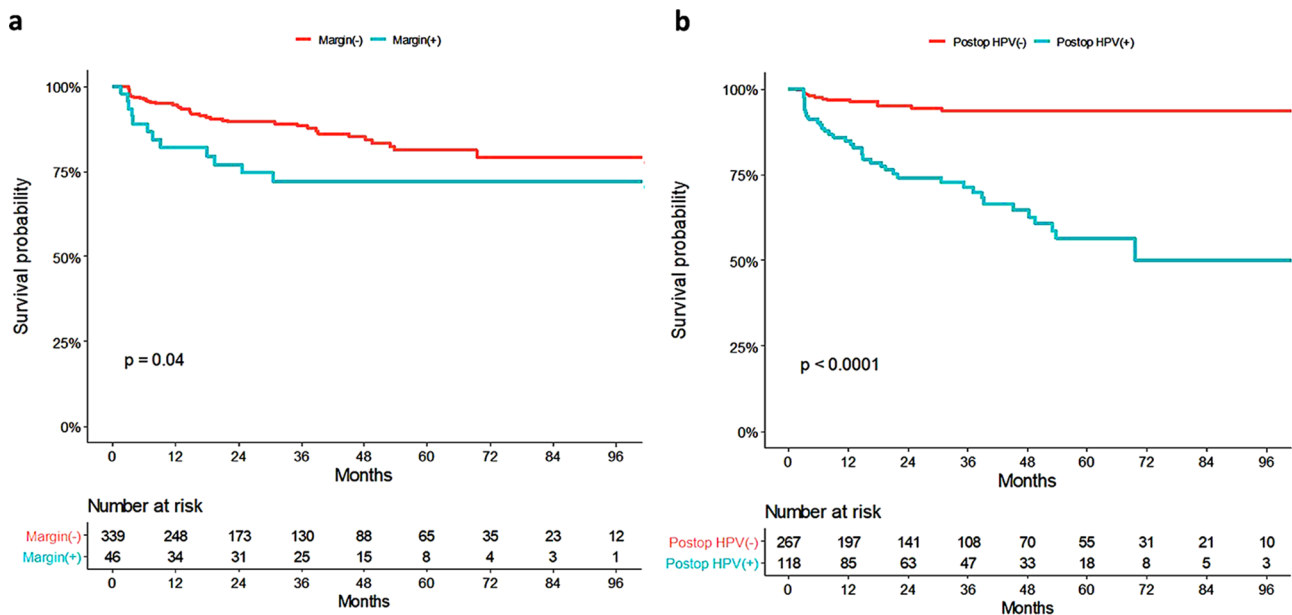 a
Margin(-) Margin(+)
Survival probability
100%
75%
50%
25%
0%
p = 0.04
0 12 24 36 48 60 72 84 96
Months
Number at risk
Margin(-) 339 248 173 130 88 65 35 23 12
Margin(+) 46 34 31 25 15 8 4 3 1
0 12 24 36 48 60 72 84 96
Months
b
Postop HPV(-) Postop HPV(+)
Survival probability
100%
75%
50%
25%
0%
p < 0.0001
0 12 24 36 48 60 72 84 96
Months
Number at risk
Postop HPV(-) 267 197 141 108 70 55 31 21 10
Postop HPV(+) 118 85 63 47 33 18 8 5 3
0 12 24 36 48 60 72 84 96
Months